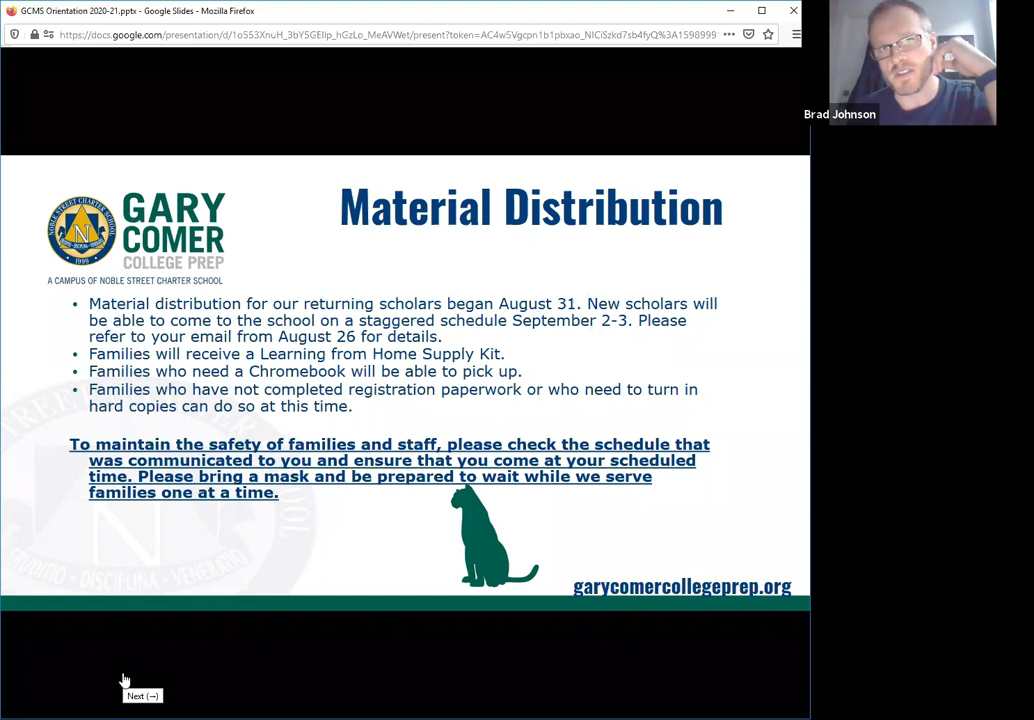 GCMS Orientation 2020-21.pptx - Google Slides - Mozilla Firefox
https://docs.google.com/presentation/d/1o553XnuH_3bY5GElip_hGzLo_MeAVWet/present?token=AC4w5Vgcpn1b1pbxao_NICiSzkd7sb4fyQ%3A1598999
Brad Johnson
GARY
COMER
COLLEGE PREP
NOBLE STREET CHARTER SCHOOL
N
1999
A CAMPUS OF NOBLE STREET CHARTER SCHOOL
Material Distribution
• Material distribution for our returning scholars began August 31. New scholars will
be able to come to the school on a staggered schedule September 2-3. Please
refer to your email from August 26 for details.
• Families will receive a Learning from Home Supply Kit.
• Families who need a Chromebook will be able to pick up.
• Families who have not completed registration paperwork or who need to turn in
hard copies can do so at this time.
To maintain the safety of families and staff, please check the schedule that
was communicated to you and ensure that you come at your scheduled
time. Please bring a mask and be prepared to wait while we serve
families one at a time.
garycomercollegeprep.org
Next (→)